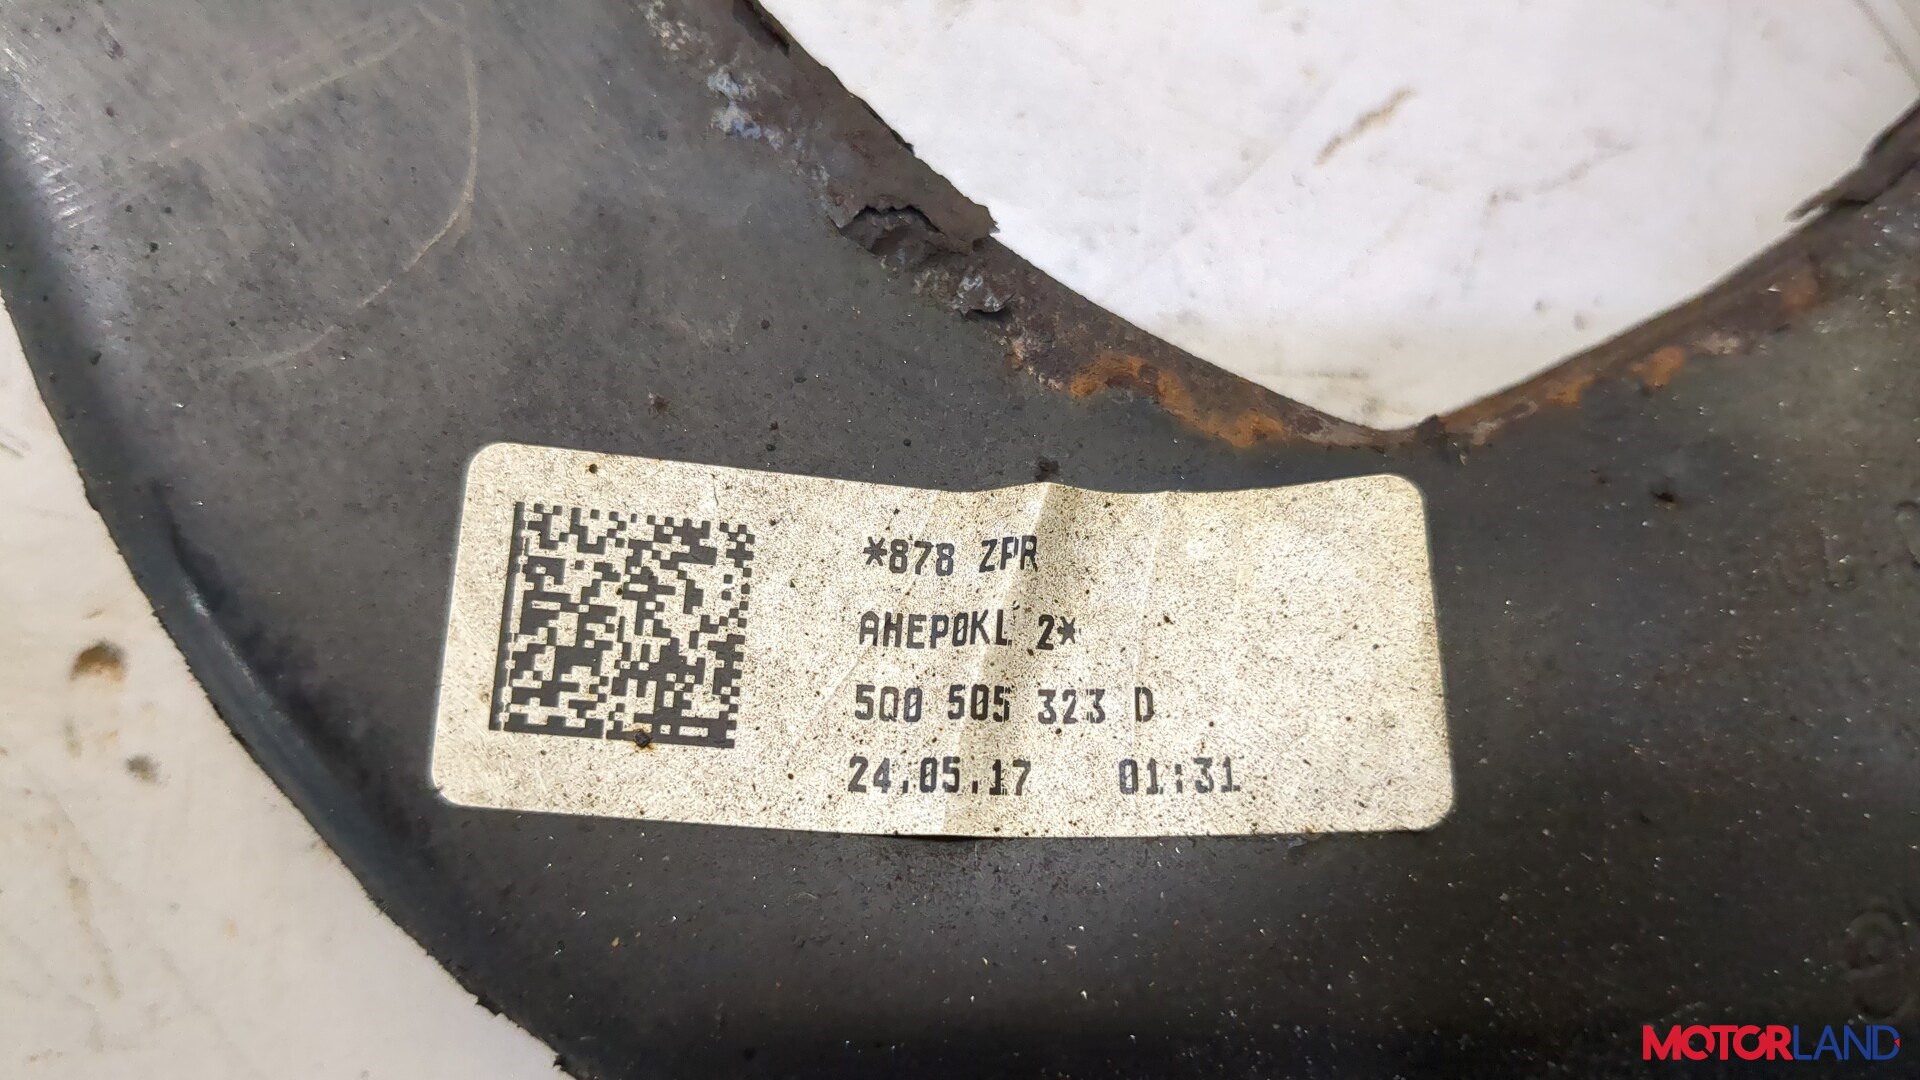 *878 ZPR
AHEP0KL 2*
5Q0 505 323 D
24.05.17 01:31
MOTORLAND